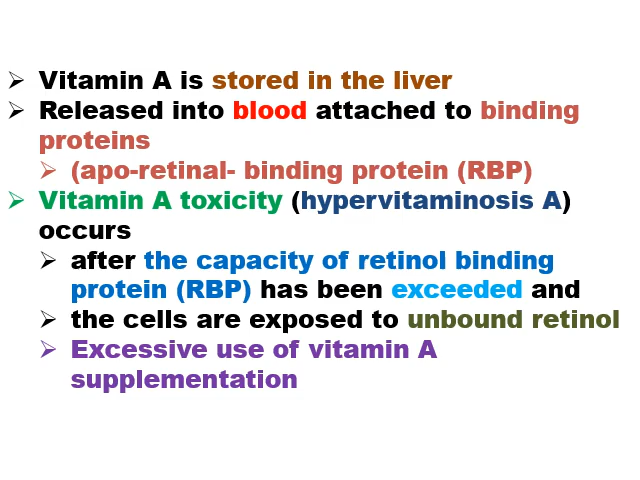 Vitamin A is stored in the liver
Released into blood attached to binding
proteins
(apo-retinal- binding protein (RBP)
Vitamin A toxicity (hypervitaminosis A)
occurs
after the capacity of retinol binding
protein (RBP) has been exceeded and
the cells are exposed to unbound retinol
Excessive use of vitamin A
supplementation